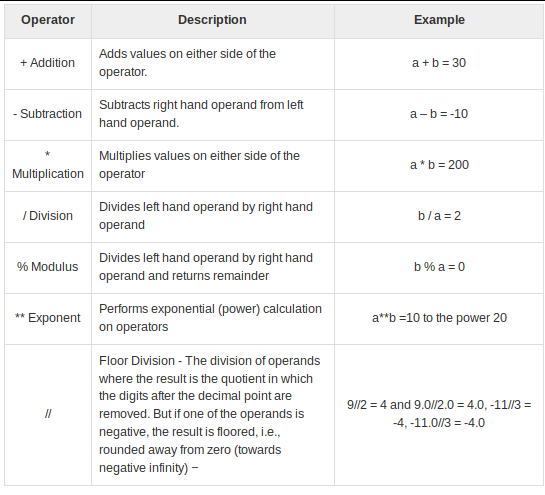 Operator Description Example
+ Addition
Adds values on either side of the
operator.
a + b = 30
- Subtraction
Subtracts right hand operand from left
hand operand.
a – b = -10
*
Multiplication
Multiplies values on either side of the
operator
a * b = 200
/ Division
Divides left hand operand by right hand
operand
b / a = 2
% Modulus
Divides left hand operand by right hand
operand and returns remainder
b % a = 0
** Exponent
Performs exponential (power) calculation
on operators
a**b =10 to the power 20
//
Floor Division - The division of operands
where the result is the quotient in which
the digits after the decimal point are
removed. But if one of the operands is
negative, the result is floored, i.e.,
rounded away from zero (towards
negative infinity) −
9//2 = 4 and 9.0//2.0 = 4.0, -11//3 =
-4, -11.0//3 = -4.0